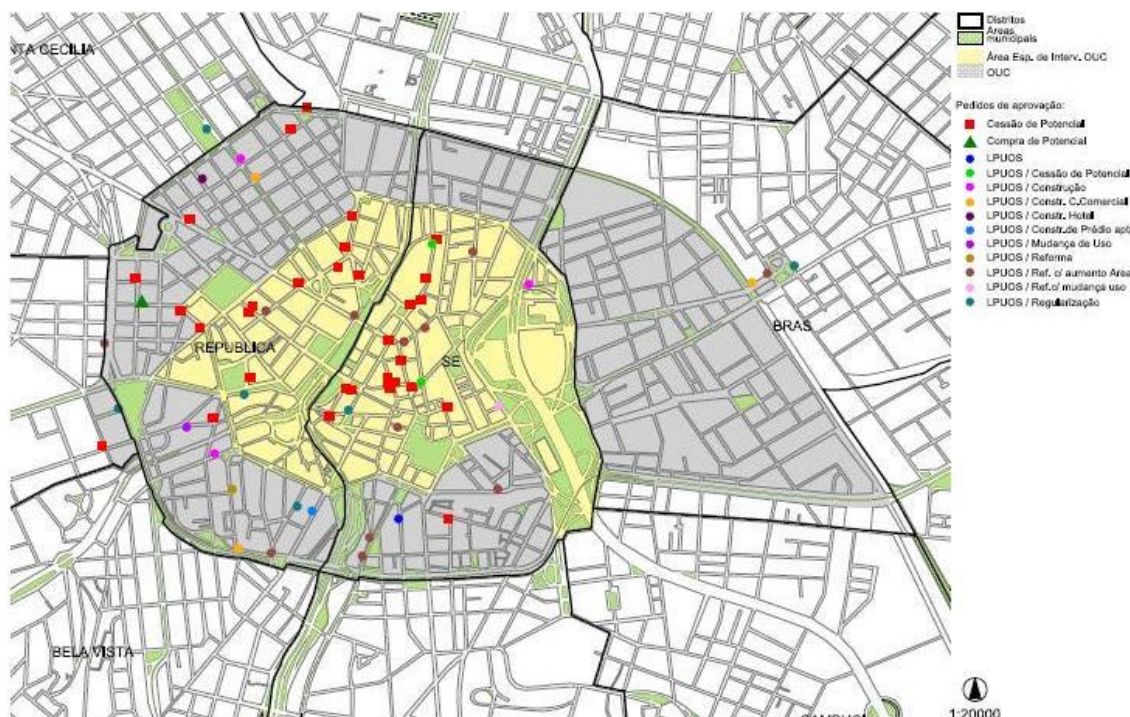 NTA CECILIA
REPUBLICA
SE
BRAS
BELA VISTA
Distritos
Áreas
municipais
Área Esp. de Interv. OUC
OUC
Pedidos de aprovação:
Cessão de Potencial
Compra de Potencial
LPUOS
LPUOS / Cessão de Potencial
LPUOS / Construção
LPUOS / Constr. C.Comercial
LPUOS / Constr. Hotel
LPUOS / Constr.de Prédio apto
LPUOS / Mudança de Uso
LPUOS / Reforma
LPUOS / Ref. c/ aumento Area
LPUOS / Ref.c/ mudança uso
LPUOS / Regularização
1:20000